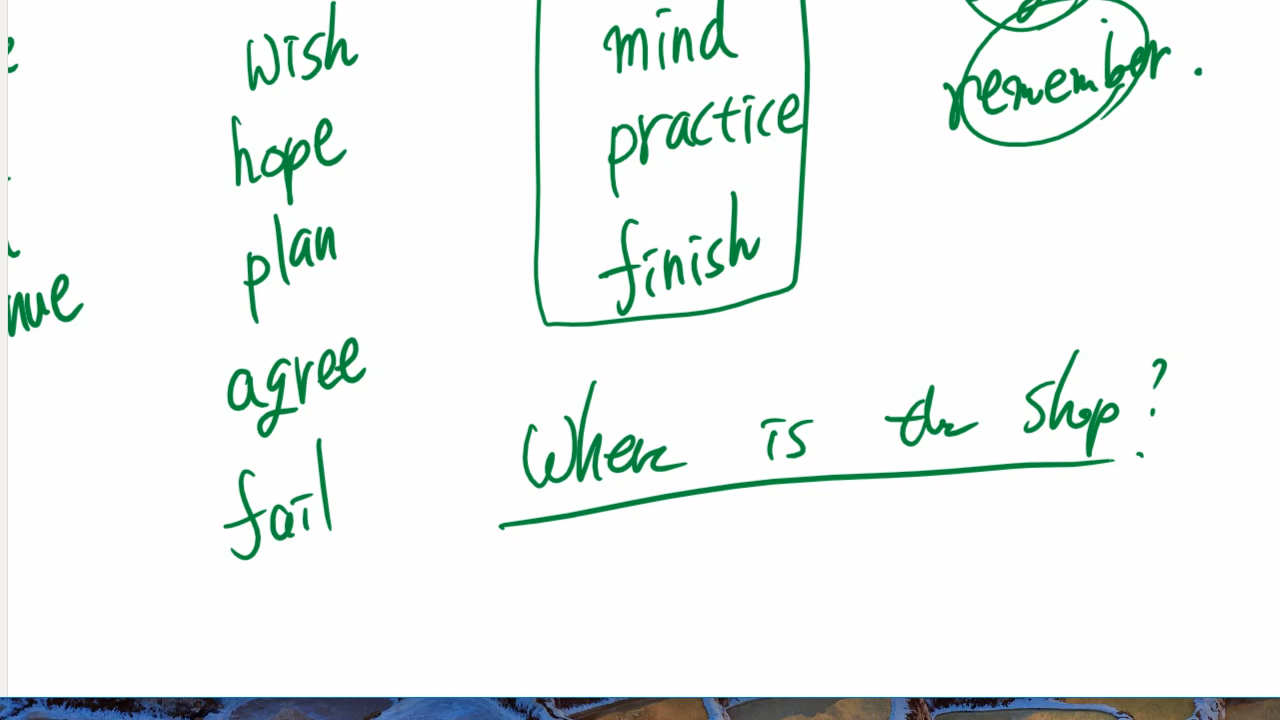 wish
hope
plan
agree
fail
mind
practice
finish
remember.
Where is the shop?